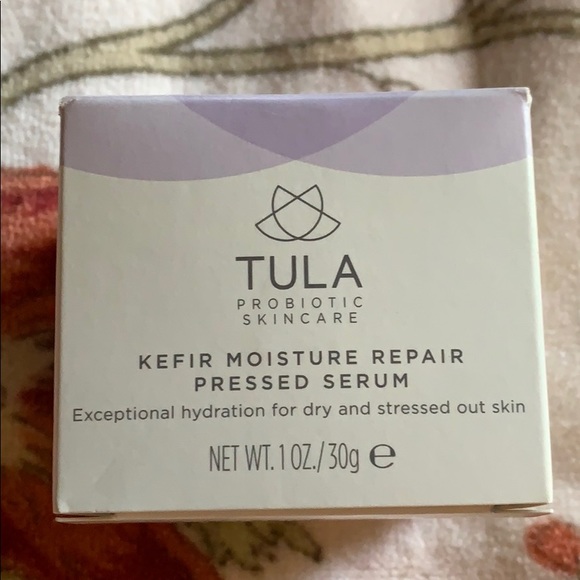 TULA
PROBIOTIC
SKINCARE
KEFIR MOISTURE REPAIR
PRESSED SERUM
Exceptional hydration for dry and stressed out skin
NET WT. 1 OZ./30g ℮